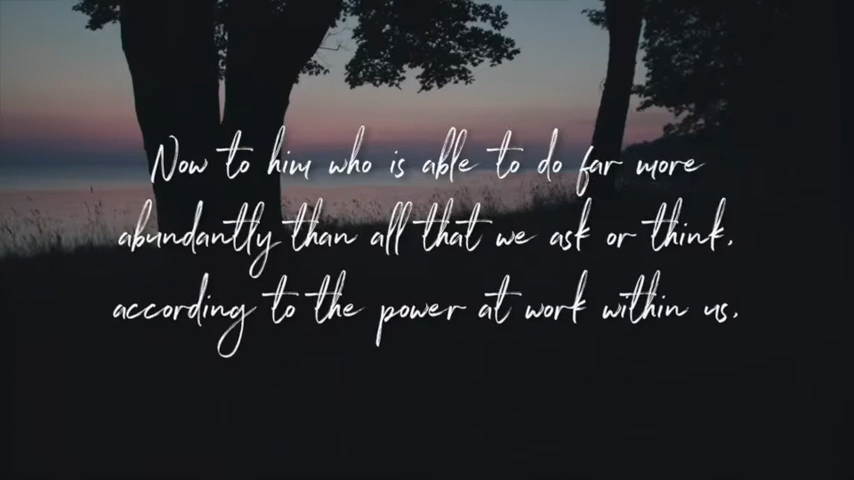 Now to him who is able to do far more
abundantly than all that we ask or think,
according to the power at work within us,